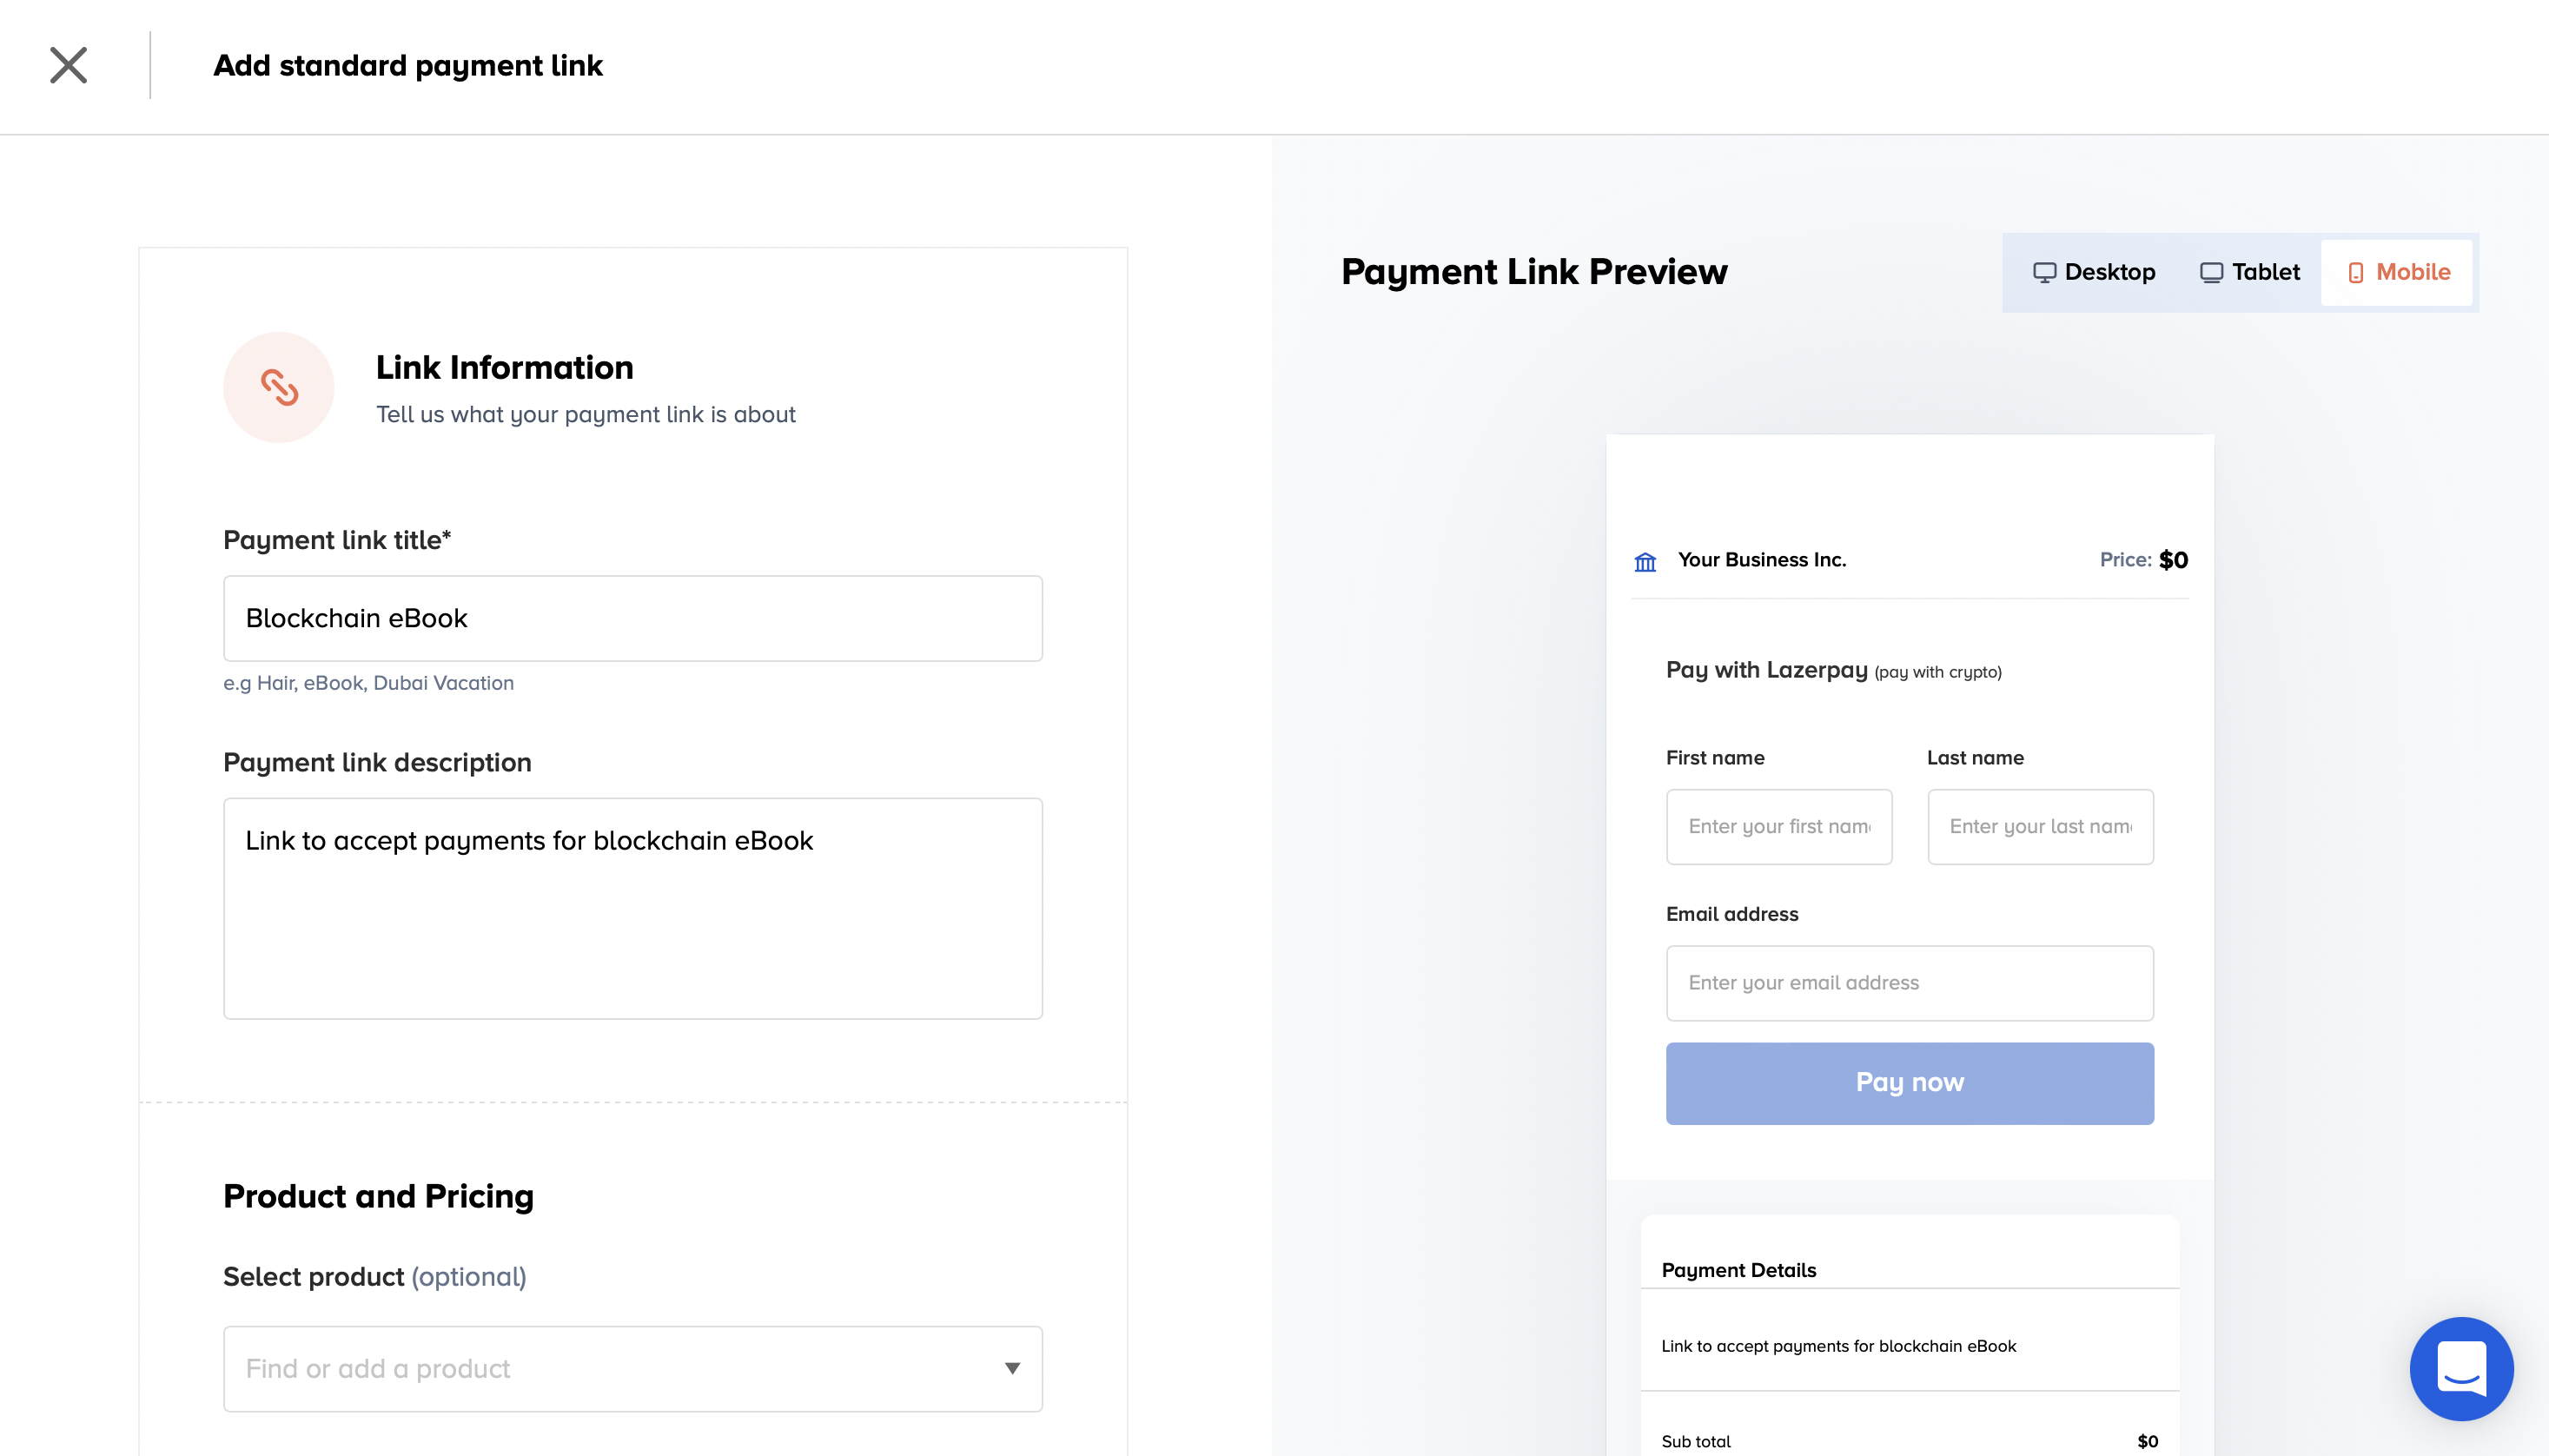 Add standard payment link
Link Information
Tell us what your payment link is about
Payment link title*
Blockchain eBook
e.g Hair, eBook, Dubai Vacation
Payment link description
Link to accept payments for blockchain eBook
Product and Pricing
Select product (optional)
Find or add a product
Payment Link Preview
Desktop
Tablet
Mobile
Your Business Inc.
Price: $0
Pay with Lazerpay (pay with crypto)
First name
Last name
Enter your first nam
Enter your last nam
Email address
Enter your email address
Pay now
Payment Details
Link to accept payments for blockchain eBook
Sub total
$0